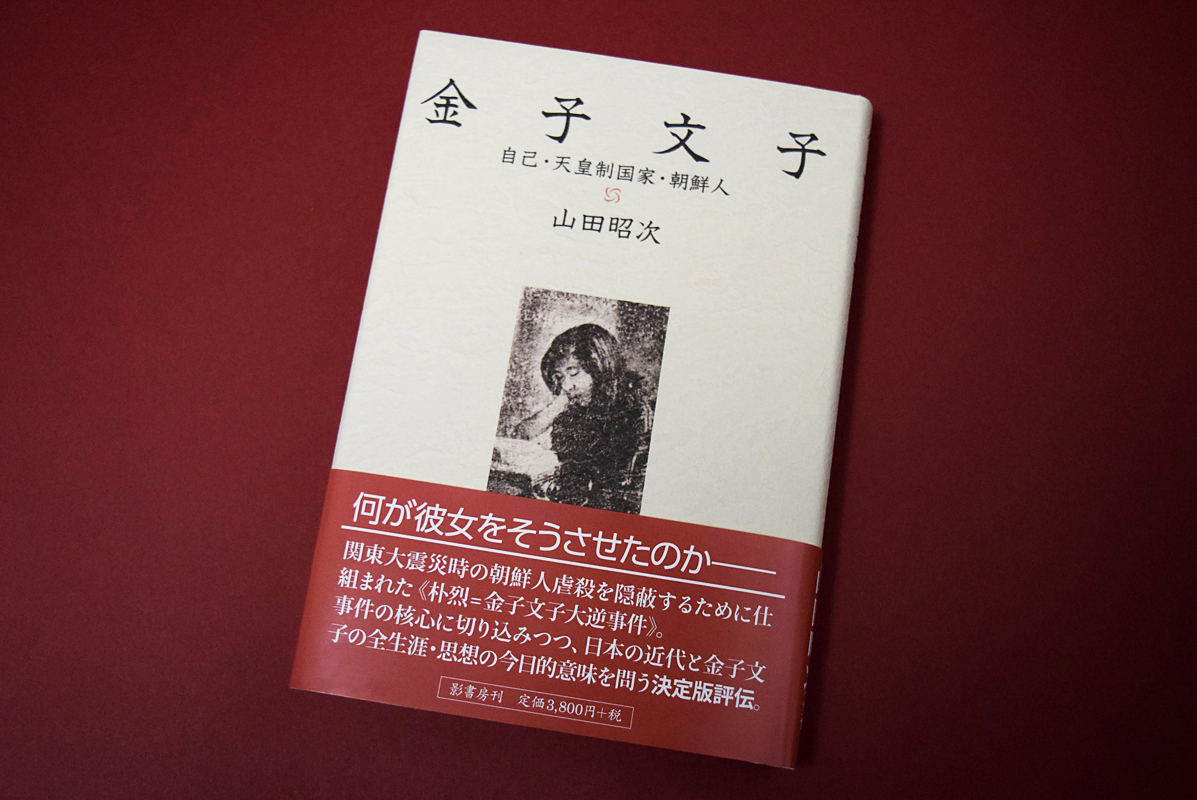 金子文子
自己・天皇制国家・朝鮮人
山田昭次
何が彼女をそうさせたのか――
関東大震災時の朝鮮人虐殺を隠蔽するために仕
組まれた《朴烈=金子文子大逆事件》。
事件の核心に切り込みつつ、日本の近代と金子文
子の全生涯・思想の今日的意味を問う決定版評伝。
影書房刊 定価3,800円+税